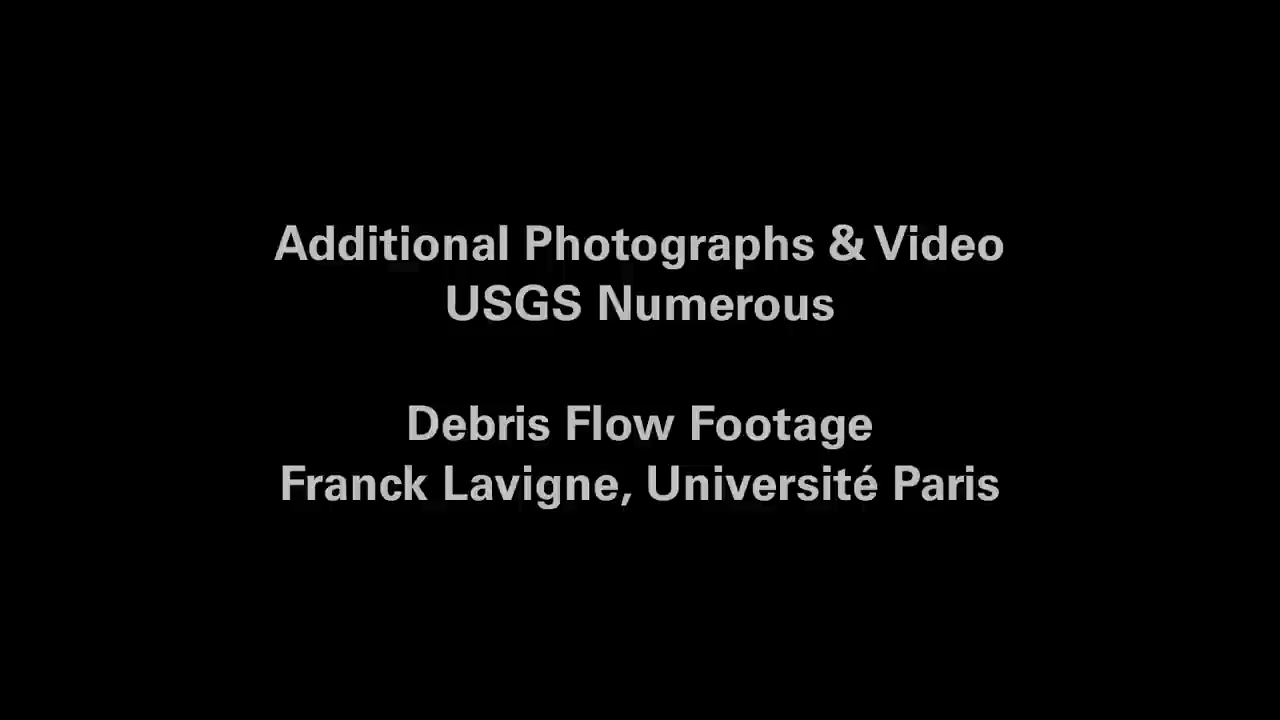 Additional Photographs & Video
USGS Numerous
Debris Flow Footage
Franck Lavigne, Université Paris